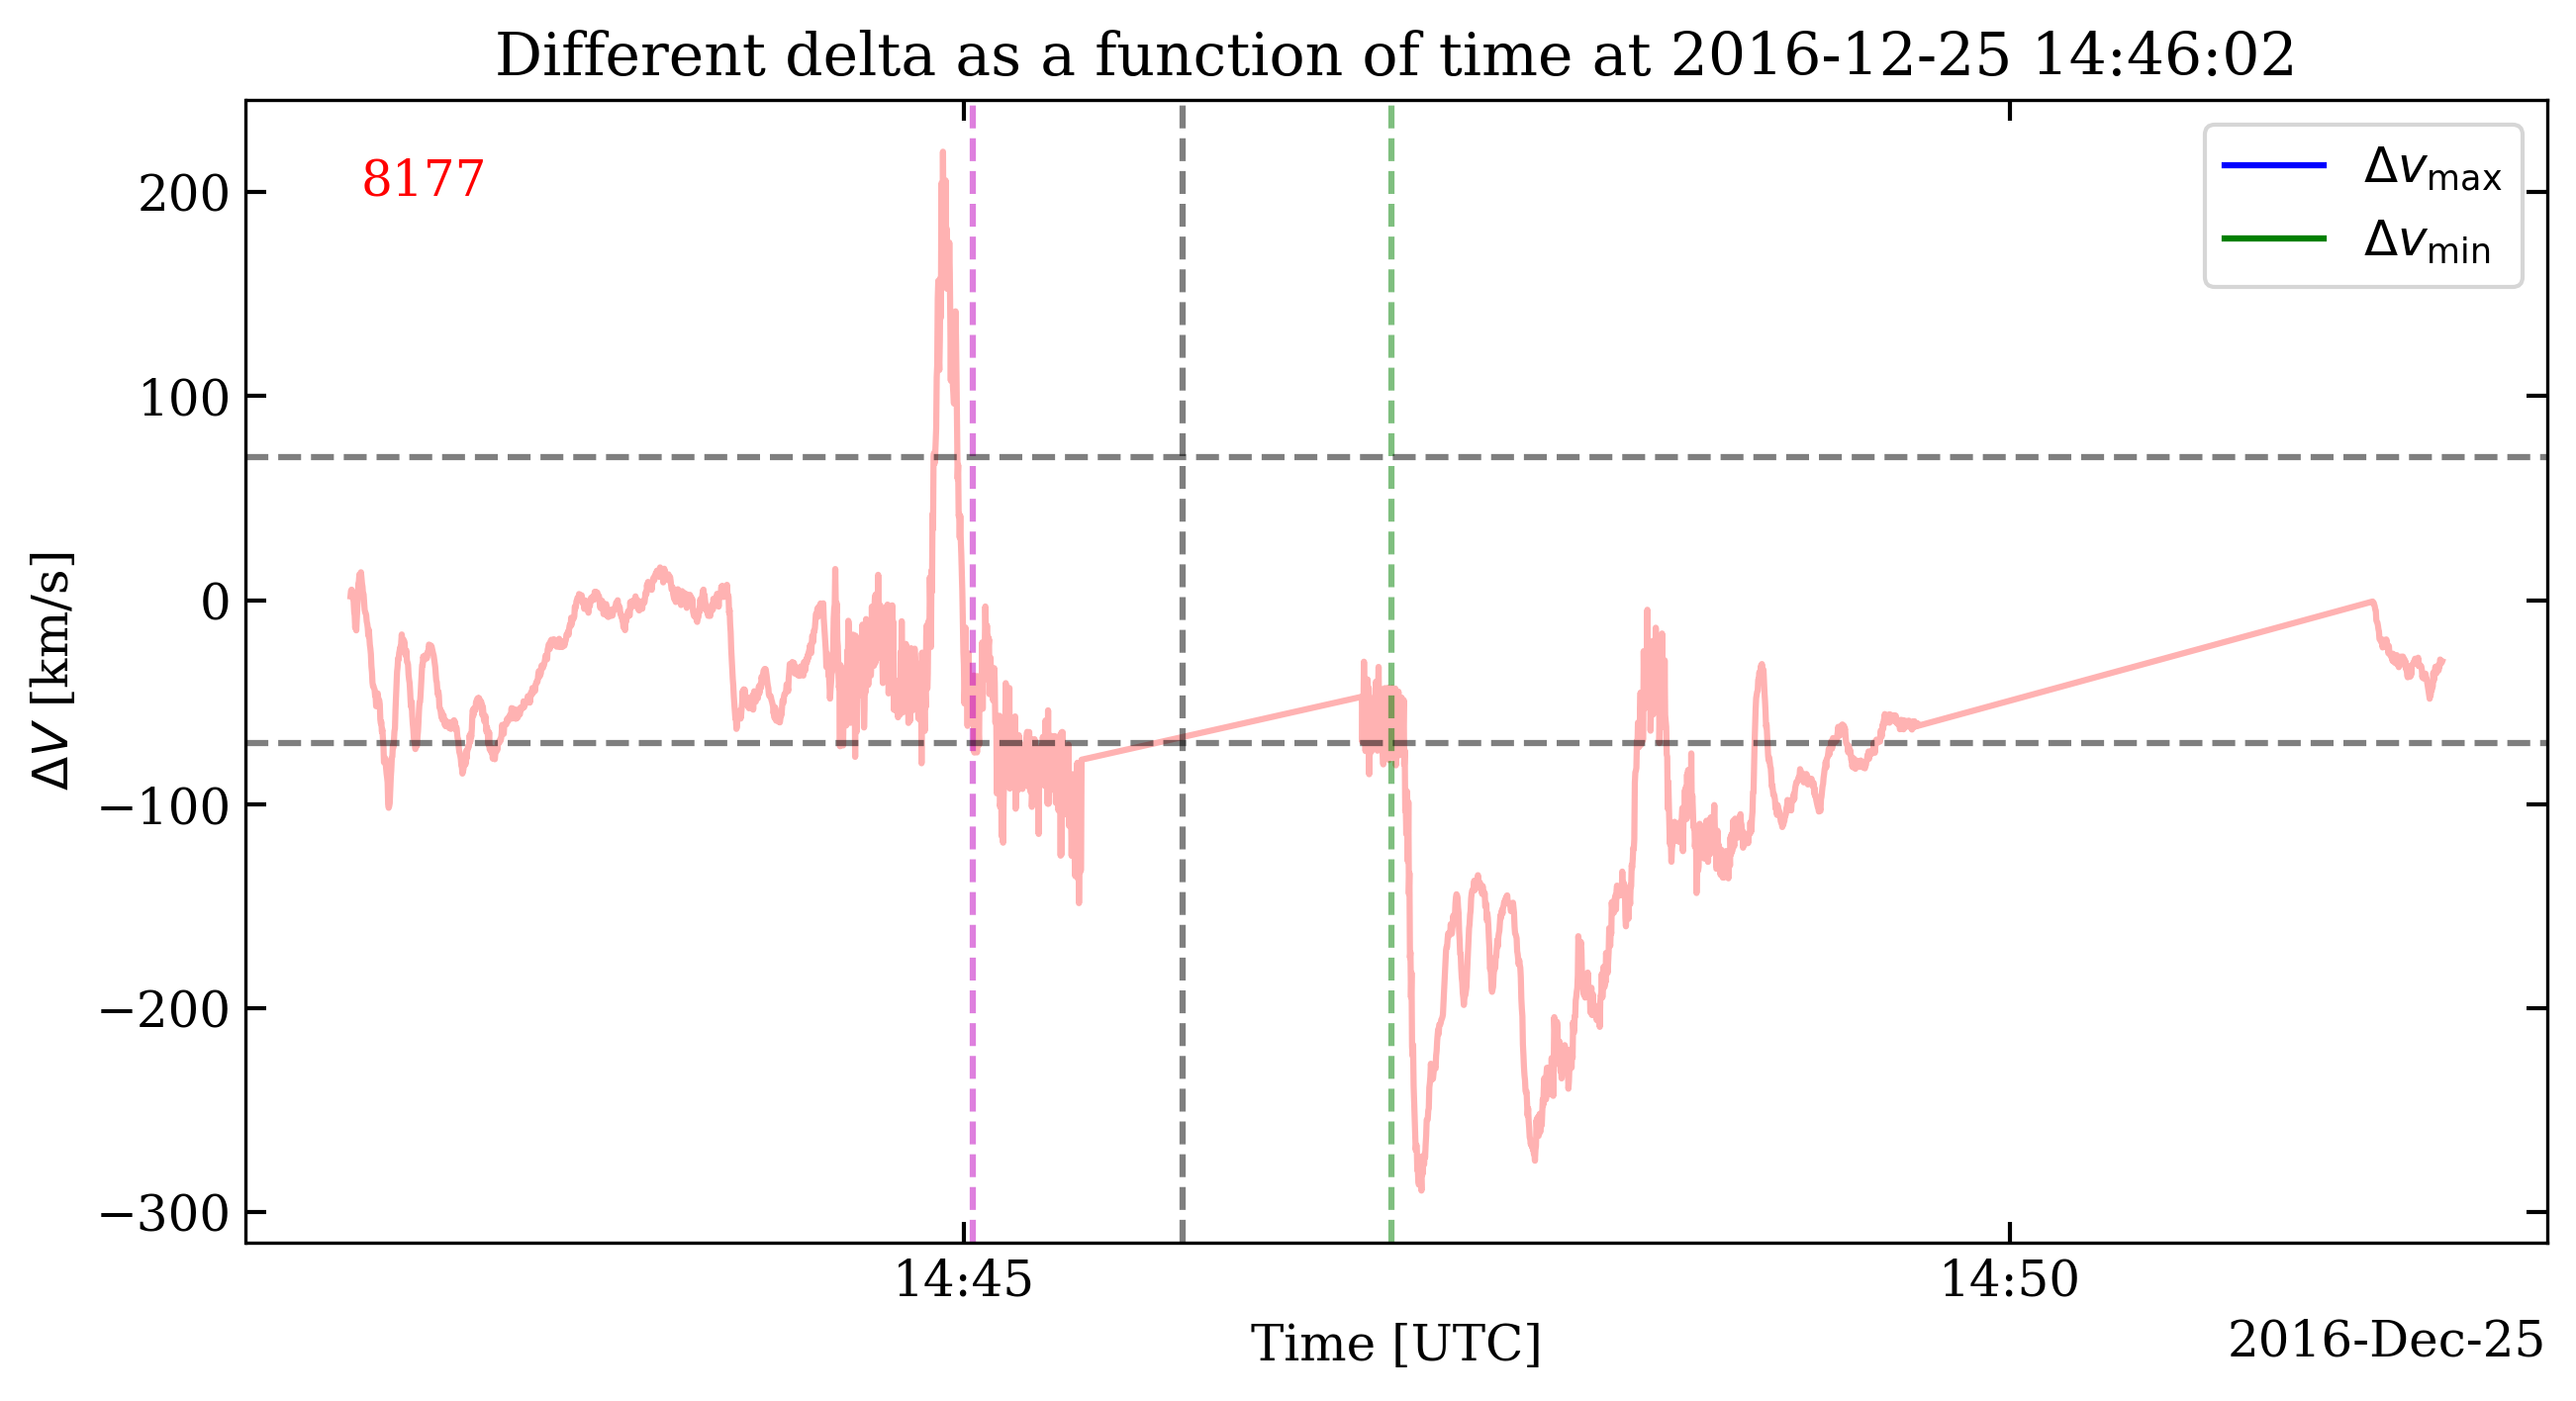 Different delta as a function of time at 2016-12-25 14:46:02
8177
Δv_max
Δv_min
200
100
0
−100
−200
−300
ΔV [km/s]
14:45
14:50
Time [UTC]
2016-Dec-25